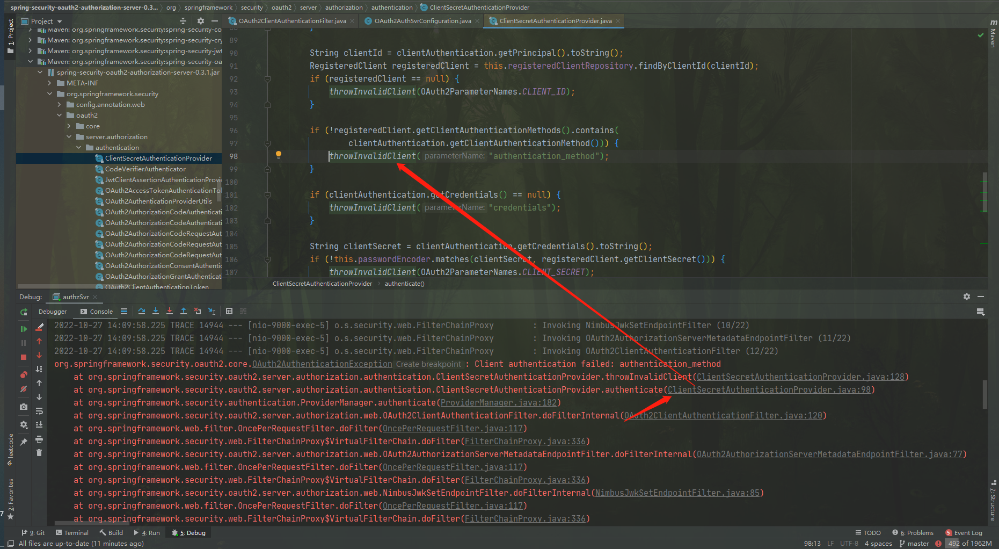 spring-security-oauth2-authorization-server-0.3... org springframework security oauth2 server authorization authentication ClientSecretAuthenticationProvider
Project
OAuth2ClientAuthenticationFilter.java
OAuth2AuthSvrConfiguration.java
ClientSecretAuthenticationProvider.java
1: Project
Maven
Maven: org.springframework.security:spring-security-co
Maven: org.springframework.security:spring-security-cry
Maven: org.springframework.security:spring-security-jwt
Maven: org.springframework.security:spring-security-oa
spring-security-oauth2-authorization-server-0.3.1.jar
META-INF
org.springframework.security
config.annotation.web
oauth2
core
server.authorization
authentication
ClientSecretAuthenticationProvider
CodeVerifierAuthenticator
JwtClientAssertionAuthenticationProvi
OAuth2AccessTokenAuthenticationTo
OAuth2AuthenticationProviderUtils
OAuth2AuthorizationCodeAuthenticati
OAuth2AuthorizationCodeAuthenticati
OAuth2AuthorizationCodeRequestAut
OAuth2AuthorizationCodeRequestAut
OAuth2AuthorizationCodeRequestAut
OAuth2AuthorizationConsentAuthentic
OAuth2AuthorizationGrantAuthenticat
OAuth2ClientAuthenticationToken
89
90 String clientId = clientAuthentication.getPrincipal().toString();
91 RegisteredClient registeredClient = this.registeredClientRepository.findByClientId(clientId);
92 if (registeredClient == null) {
93 throwInvalidClient(OAuth2ParameterNames.CLIENT_ID);
94 }
95
96 if (!registeredClient.getClientAuthenticationMethods().contains(
97 clientAuthentication.getClientAuthenticationMethod())) {
98 throwInvalidClient( parameterName: "authentication_method");
99 }
100
101 if (clientAuthentication.getCredentials() == null) {
102 throwInvalidClient( parameterName: "credentials");
103 }
104
105 String clientSecret = clientAuthentication.getCredentials().toString();
106 if (!this.passwordEncoder.matches(clientSecret, registeredClient.getClientSecret())) {
107 throwInvalidClient(OAuth2ParameterNames.CLIENT_SECRET);
ClientSecretAuthenticationProvider › authenticate()
Debug: authzSvr
Debugger Console
2022-10-27 14:09:58.225 TRACE 14944 --- [nio-9000-exec-5] o.s.security.web.FilterChainProxy : Invoking NimbusJwkSetEndpointFilter (10/22)
2022-10-27 14:09:58.225 TRACE 14944 --- [nio-9000-exec-5] o.s.security.web.FilterChainProxy : Invoking OAuth2AuthorizationServerMetadataEndpointFilter (11/22)
2022-10-27 14:09:58.225 TRACE 14944 --- [nio-9000-exec-5] o.s.security.web.FilterChainProxy : Invoking OAuth2ClientAuthenticationFilter (12/22)
org.springframework.security.oauth2.core.OAuth2AuthenticationException Create breakpoint : Client authentication failed: authentication_method
at org.springframework.security.oauth2.server.authorization.authentication.ClientSecretAuthenticationProvider.throwInvalidClient(ClientSecretAuthenticationProvider.java:128)
at org.springframework.security.oauth2.server.authorization.authentication.ClientSecretAuthenticationProvider.authenticate(ClientSecretAuthenticationProvider.java:98)
at org.springframework.security.authentication.ProviderManager.authenticate(ProviderManager.java:182)
at org.springframework.security.oauth2.server.authorization.web.OAuth2ClientAuthenticationFilter.doFilterInternal(OAuth2ClientAuthenticationFilter.java:120)
at org.springframework.web.filter.OncePerRequestFilter.doFilter(OncePerRequestFilter.java:117)
at org.springframework.security.web.FilterChainProxy$VirtualFilterChain.doFilter(FilterChainProxy.java:336)
at org.springframework.security.oauth2.server.authorization.web.OAuth2AuthorizationServerMetadataEndpointFilter.doFilterInternal(OAuth2AuthorizationServerMetadataEndpointFilter.java:77)
at org.springframework.web.filter.OncePerRequestFilter.doFilter(OncePerRequestFilter.java:117)
at org.springframework.security.web.FilterChainProxy$VirtualFilterChain.doFilter(FilterChainProxy.java:336)
at org.springframework.security.oauth2.server.authorization.web.NimbusJwkSetEndpointFilter.doFilterInternal(NimbusJwkSetEndpointFilter.java:85)
at org.springframework.web.filter.OncePerRequestFilter.doFilter(OncePerRequestFilter.java:117)
at org.springframework.security.web.FilterChainProxy$VirtualFilterChain.doFilter(FilterChainProxy.java:336)
leetcode
2: Favorites
7
Z: Structure
9: Git Terminal Build 4: Run 5: Debug TODO 6: Problems 5 Event Log
All files are up-to-date (11 minutes ago) 98:13 LF UTF-8 4 spaces master 492 of 1962M